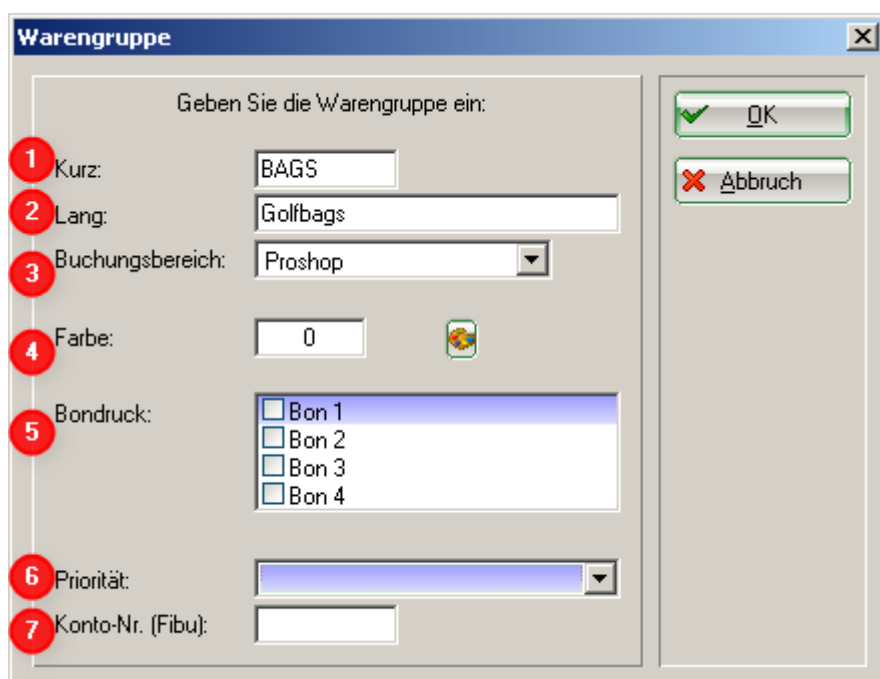 Warengruppe
Geben Sie die Warengruppe ein:
OK
Abbruch
1 Kurz: BAGS
2 Lang: Golfbags
3 Buchungsbereich: Proshop
4 Farbe: 0
5 Bondruck: Bon 1
Bon 2
Bon 3
Bon 4
6 Priorität:
7 Konto-Nr. (Fibu):